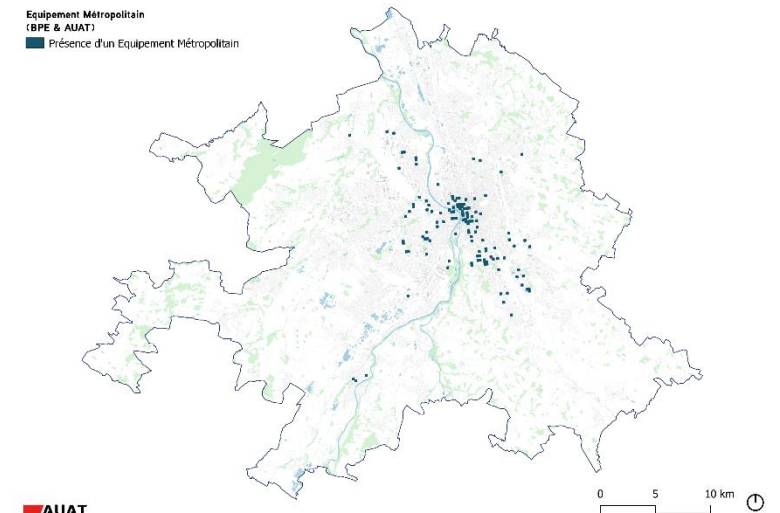 Equipement Métropolitain
(BPE & AUAT)
Présence d'un Equipement Métropolitain
0 5 10 km
AUAT